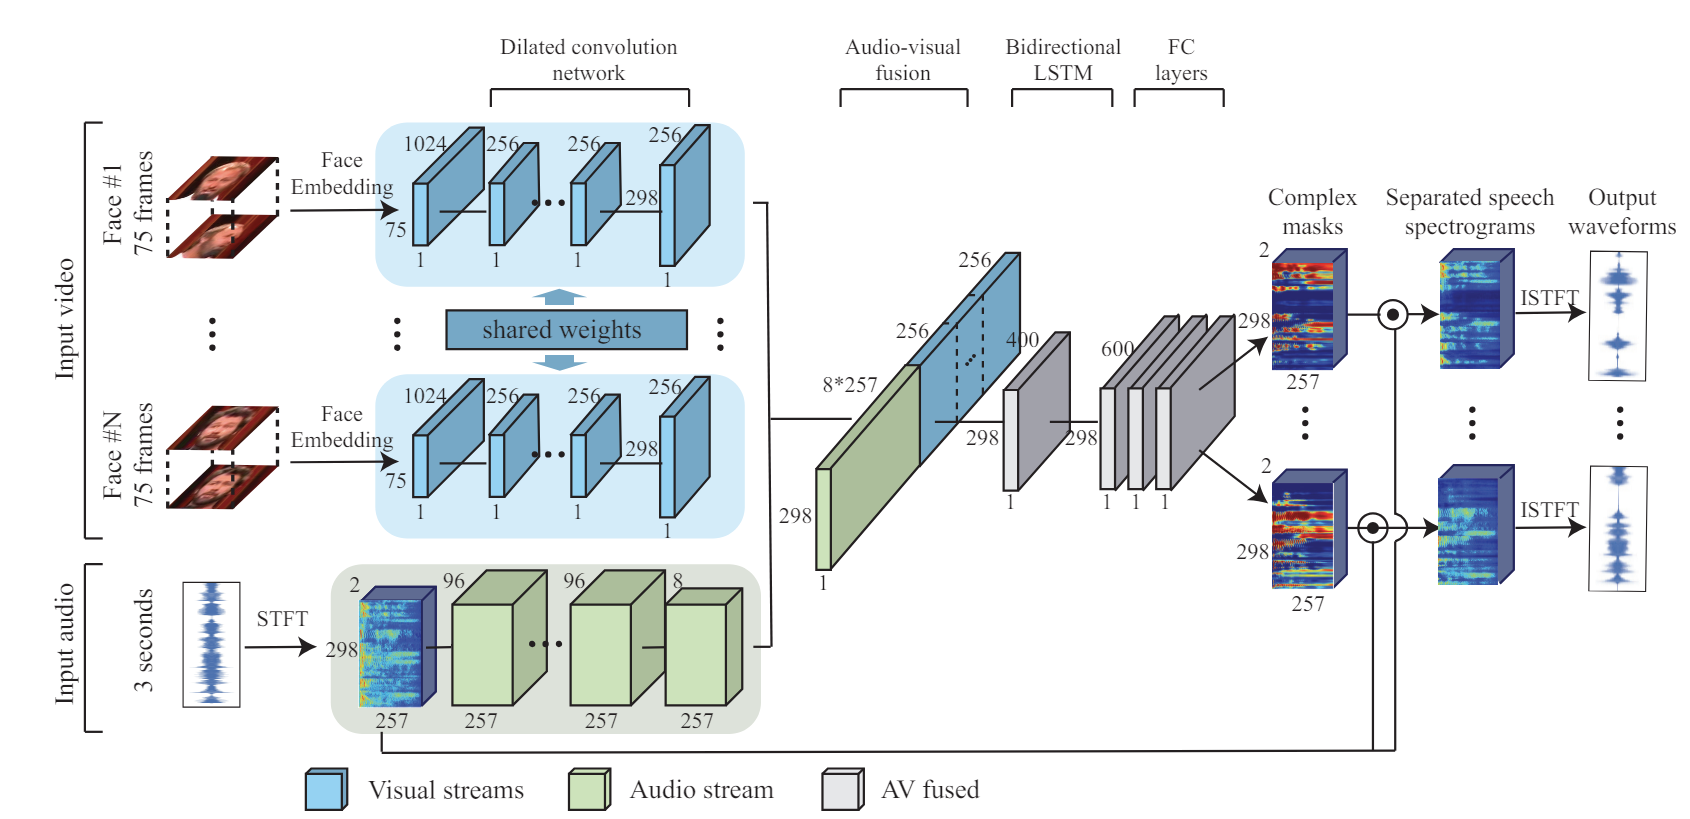 Dilated convolution
network
Audio-visual
fusion
Bidirectional
LSTM
FC
layers
Input video
Face #1
75 frames
Face
Embedding
1024
256
256
256
298
75
1
1
1
1
shared weights
Face #N
75 frames
Face
Embedding
1024
256
256
256
298
75
1
1
1
1
Input audio
3 seconds
STFT
2
298
257
96
257
96
257
8
257
256
256
8*257
298
1
400
298
1
600
298
1
1
1
Complex
masks
2
298
257
2
298
257
Separated speech
spectrograms
ISTFT
ISTFT
Output
waveforms
Visual streams
Audio stream
AV fused